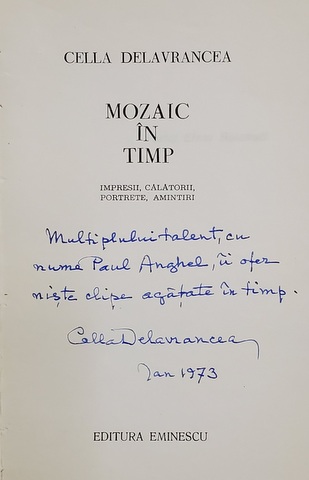 CELLA DELAVRANCEA
MOZAIC
ÎN
TIMP
IMPRESII, CĂLĂTORII,
PORTRETE, AMINTIRI
Multiplului talent, cu
nume Paul Anghel, îi ofer
niște clipe agățate în timp.
Cella Delavrancea
Ian 1973
EDITURA EMINESCU